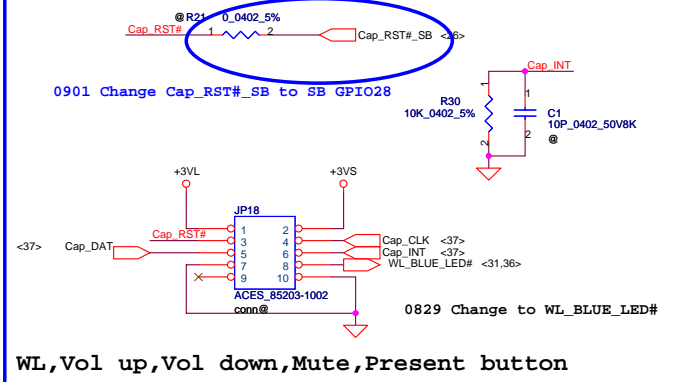 @ R21 0_0402_5%
Cap_RST# 1 2 Cap_RST#_SB <26>
0901 Change Cap_RST#_SB to SB GPIO28
Cap_INT
1 1
R30
10K_0402_5%
C1
10P_0402_50V8K
2 2
@
+3VL +3VS
JP18
1 2
Cap_RST# 3 4 Cap_CLK <37>
<37> Cap_DAT 5 6 Cap_INT <37>
7 8 WL_BLUE_LED# <31,36>
9 10
ACES_85203-1002
conn@
0829 Change to WL_BLUE_LED#
WL,Vol up,Vol down,Mute,Present button